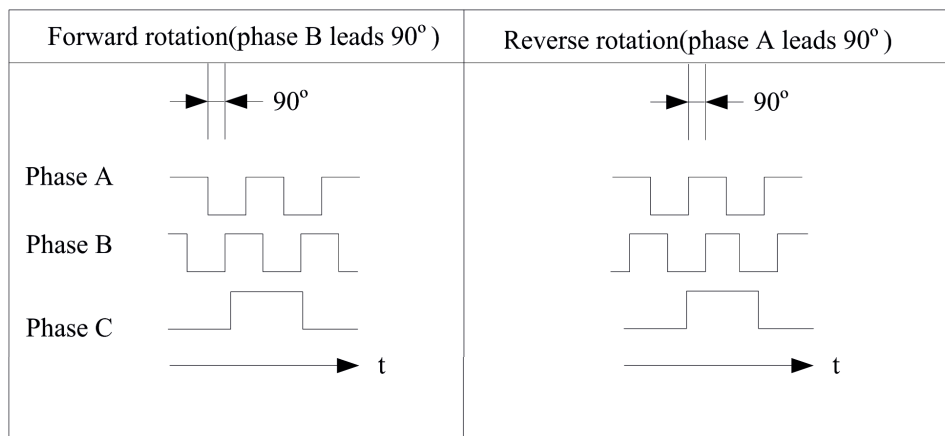 Forward rotation(phase B leads 90°)
Reverse rotation(phase A leads 90°)
90°
90°
Phase A
Phase B
Phase C
t
t